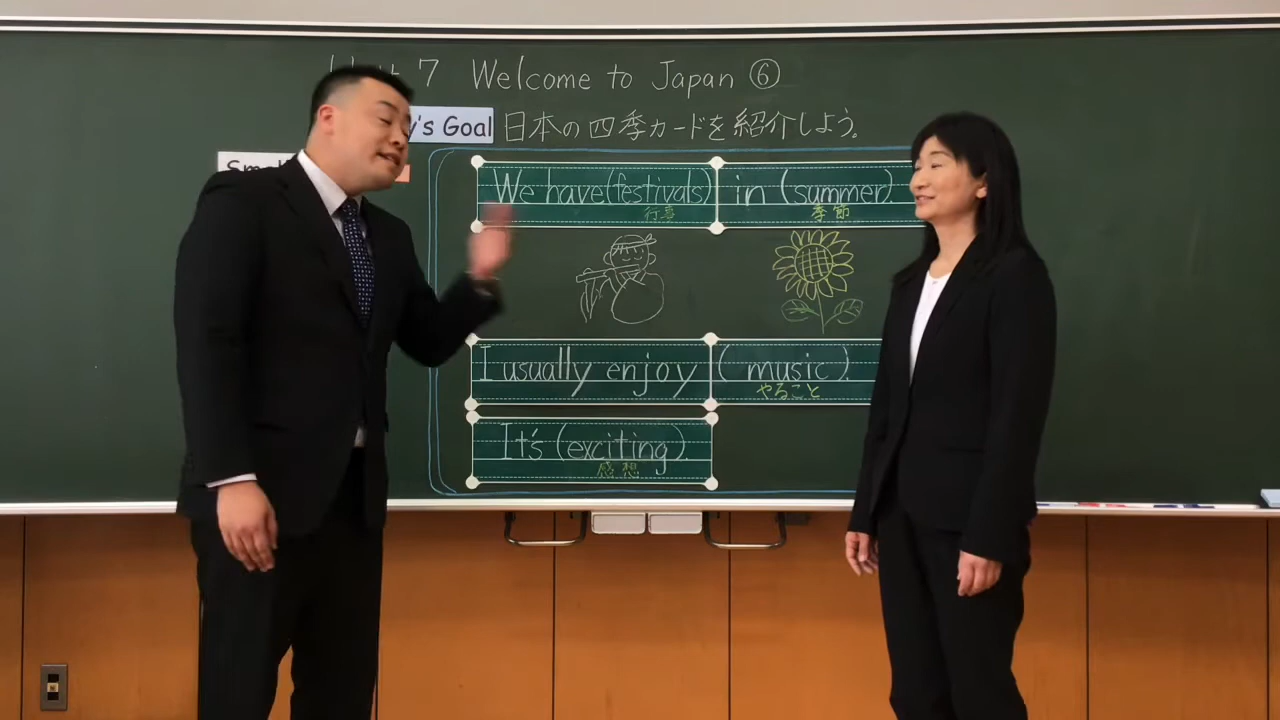 Unit 7 Welcome to Japan ⑥
y's Goal 日本の四季カードを紹介しよう。
Sm
We have (festivals) in (summer).
行事 季節
I usually enjoy ( music ).
やること
It's (exciting).
感想